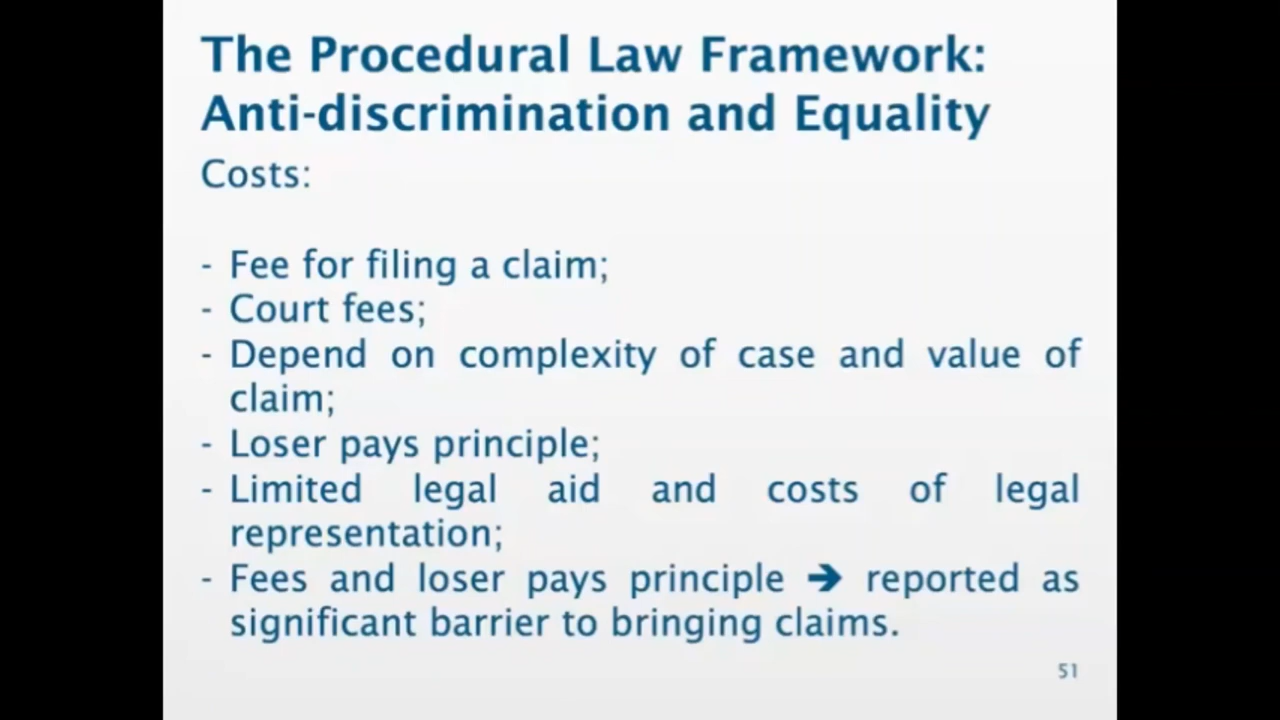 The Procedural Law Framework:
Anti-discrimination and Equality
Costs:
- Fee for filing a claim;
- Court fees;
- Depend on complexity of case and value of
claim;
- Loser pays principle;
- Limited legal aid and costs of legal
representation;
- Fees and loser pays principle ➔ reported as
significant barrier to bringing claims.
51